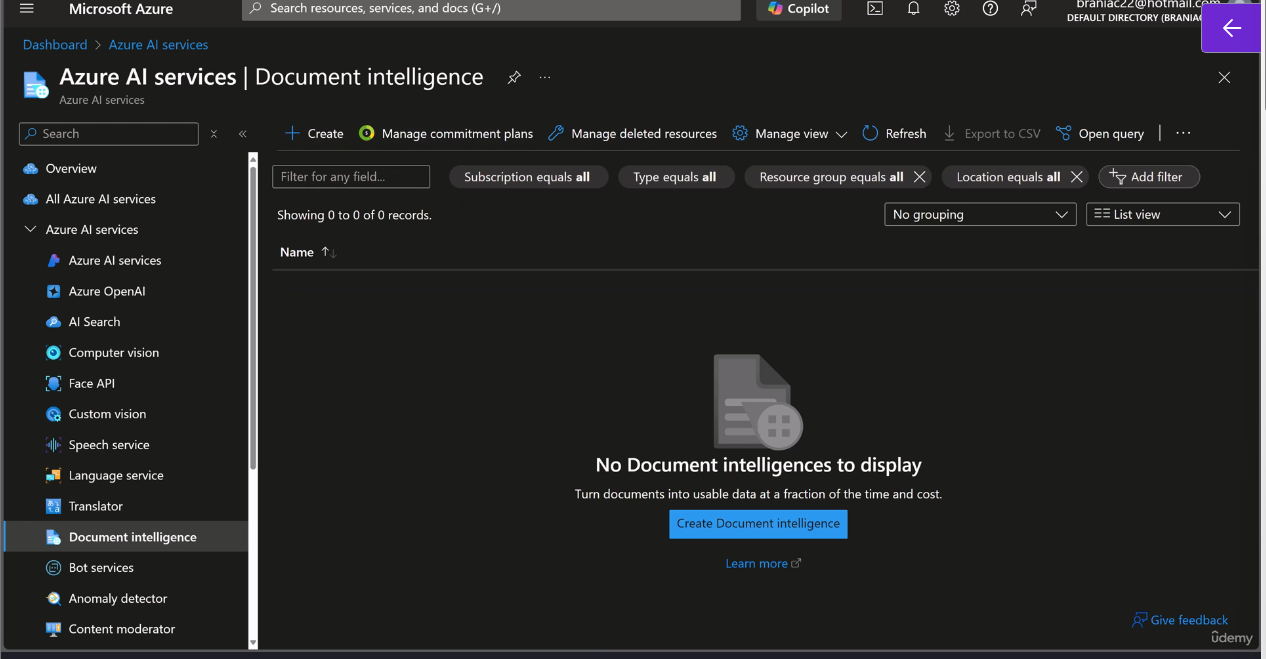 Microsoft Azure
Search resources, services, and docs (G+/)
Copilot
braniac22@hotmail.com
DEFAULT DIRECTORY (BRANIAC
Dashboard > Azure AI services
Azure AI services | Document intelligence
Azure AI services
Search
Create
Manage commitment plans
Manage deleted resources
Manage view
Refresh
Export to CSV
Open query
Overview
All Azure AI services
Azure AI services
Azure AI services
Azure OpenAI
AI Search
Computer vision
Face API
Custom vision
Speech service
Language service
Translator
Document intelligence
Bot services
Anomaly detector
Content moderator
Filter for any field...
Subscription equals all
Type equals all
Resource group equals all
Location equals all
Add filter
Showing 0 to 0 of 0 records.
No grouping
List view
Name
No Document intelligences to display
Turn documents into usable data at a fraction of the time and cost.
Create Document intelligence
Learn more
Give feedback
ûdemy